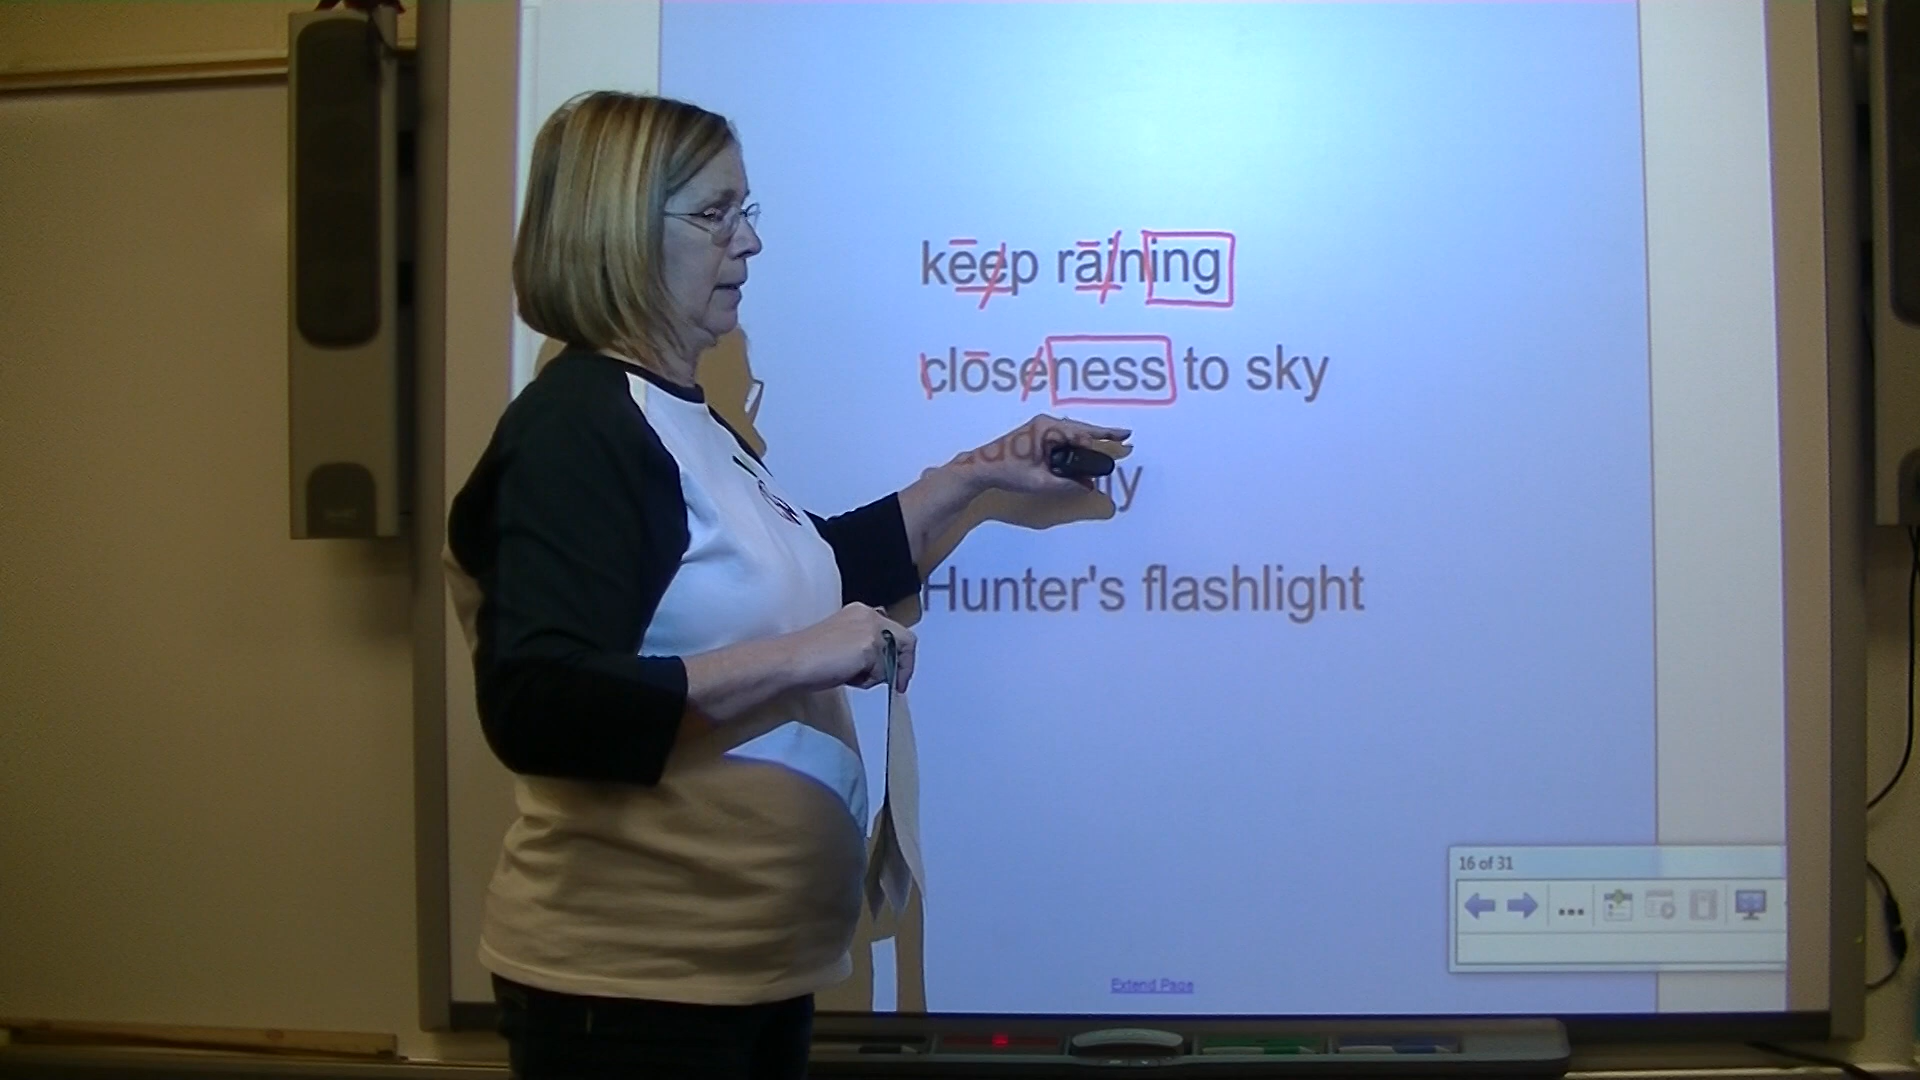 keep raining
closeness to sky
Hunter's flashlight
16 of 31
Extend Page